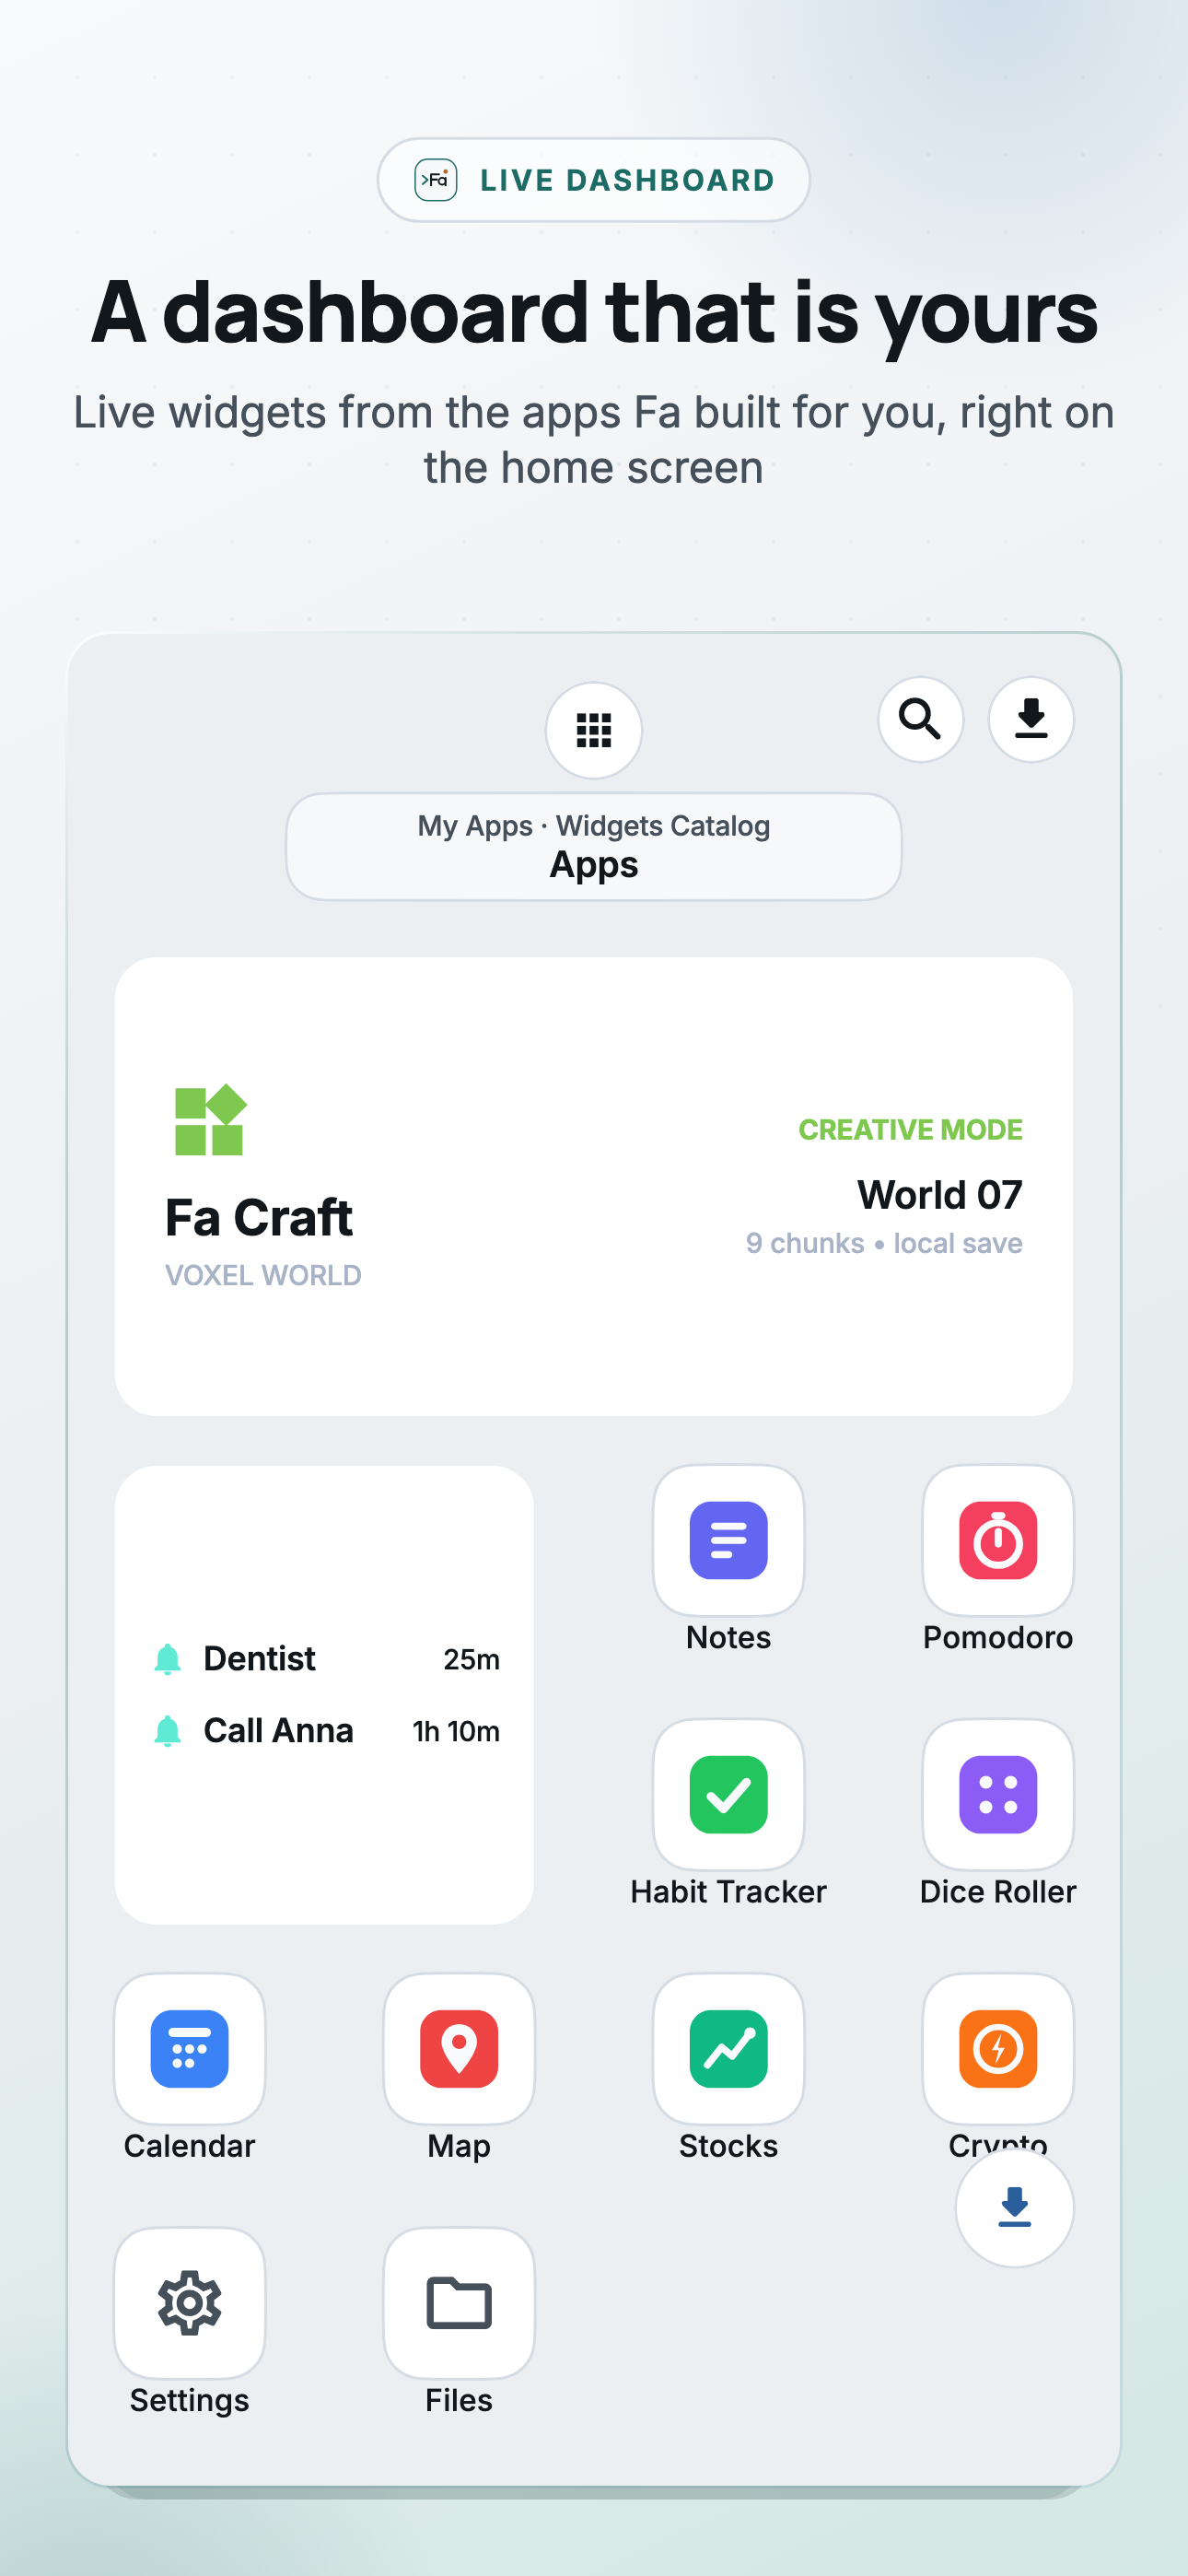 >Fa LIVE DASHBOARD
A dashboard that is yours
Live widgets from the apps Fa built for you, right on
the home screen
My Apps · Widgets Catalog
Apps
Fa Craft
VOXEL WORLD
CREATIVE MODE
World 07
9 chunks • local save
Dentist 25m
Call Anna 1h 10m
Notes
Pomodoro
Habit Tracker
Dice Roller
Calendar
Map
Stocks
Crypto
Settings
Files